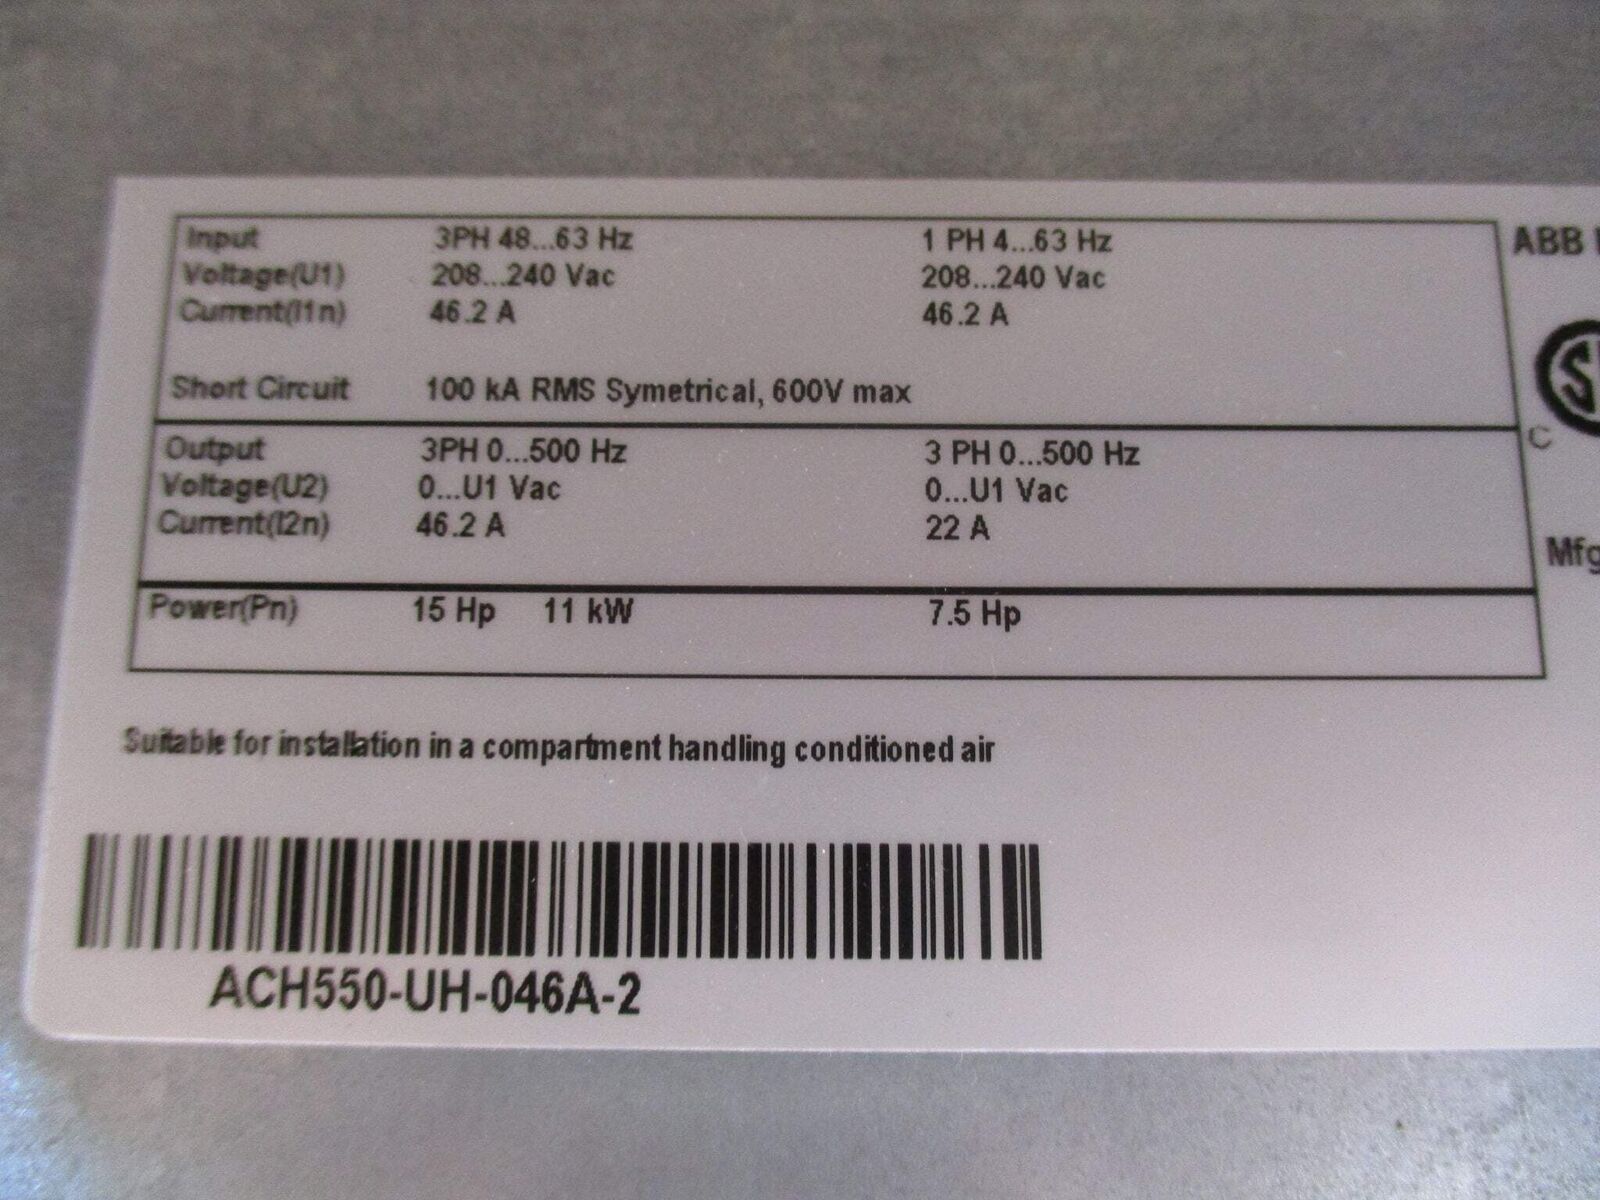 Input 3PH 48...63 Hz 1 PH 4...63 Hz
Voltage(U1) 208...240 Vac 208...240 Vac
Current(I1n) 46.2 A 46.2 A
Short Circuit 100 kA RMS Symetrical, 600V max
Output 3PH 0...500 Hz 3 PH 0...500 Hz
Voltage(U2) 0...U1 Vac 0...U1 Vac
Current(I2n) 46.2 A 22 A
Power(Pn) 15 Hp 11 kW 7.5 Hp
ABB
C
Mfg
Suitable for installation in a compartment handling conditioned air
ACH550-UH-046A-2